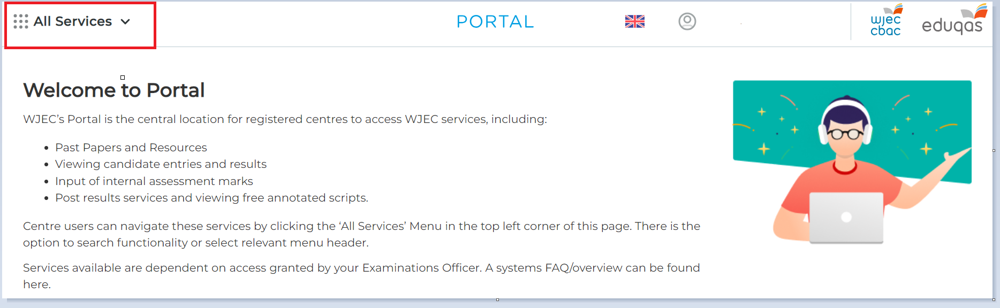 All Services
PORTAL
wjec
cbac
eduqas
Welcome to Portal
WJEC’s Portal is the central location for registered centres to access WJEC services, including:
• Past Papers and Resources
• Viewing candidate entries and results
• Input of internal assessment marks
• Post results services and viewing free annotated scripts.
Centre users can navigate these services by clicking the ‘All Services’ Menu in the top left corner of this page. There is the
option to search functionality or select relevant menu header.
Services available are dependent on access granted by your Examinations Officer. A systems FAQ/overview can be found
here.